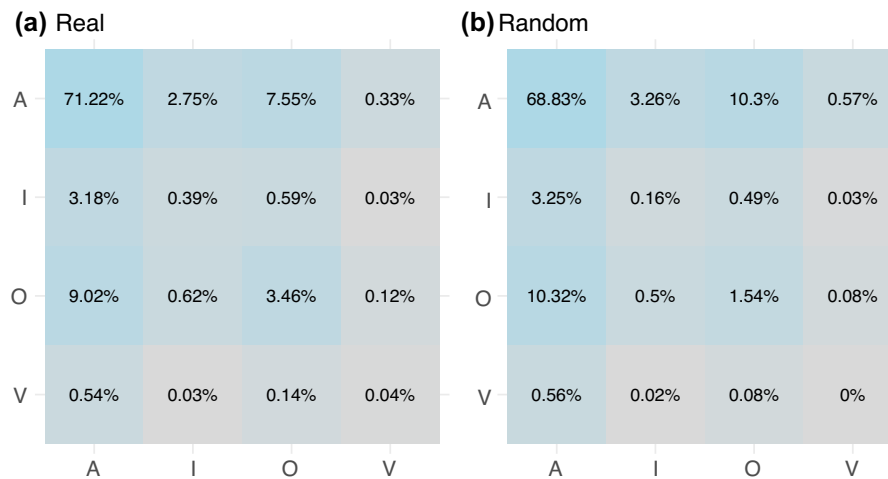 (a) Real
A 71.22% 2.75% 7.55% 0.33%
I 3.18% 0.39% 0.59% 0.03%
O 9.02% 0.62% 3.46% 0.12%
V 0.54% 0.03% 0.14% 0.04%
A I O V
(b) Random
A 68.83% 3.26% 10.3% 0.57%
I 3.25% 0.16% 0.49% 0.03%
O 10.32% 0.5% 1.54% 0.08%
V 0.56% 0.02% 0.08% 0%
A I O V